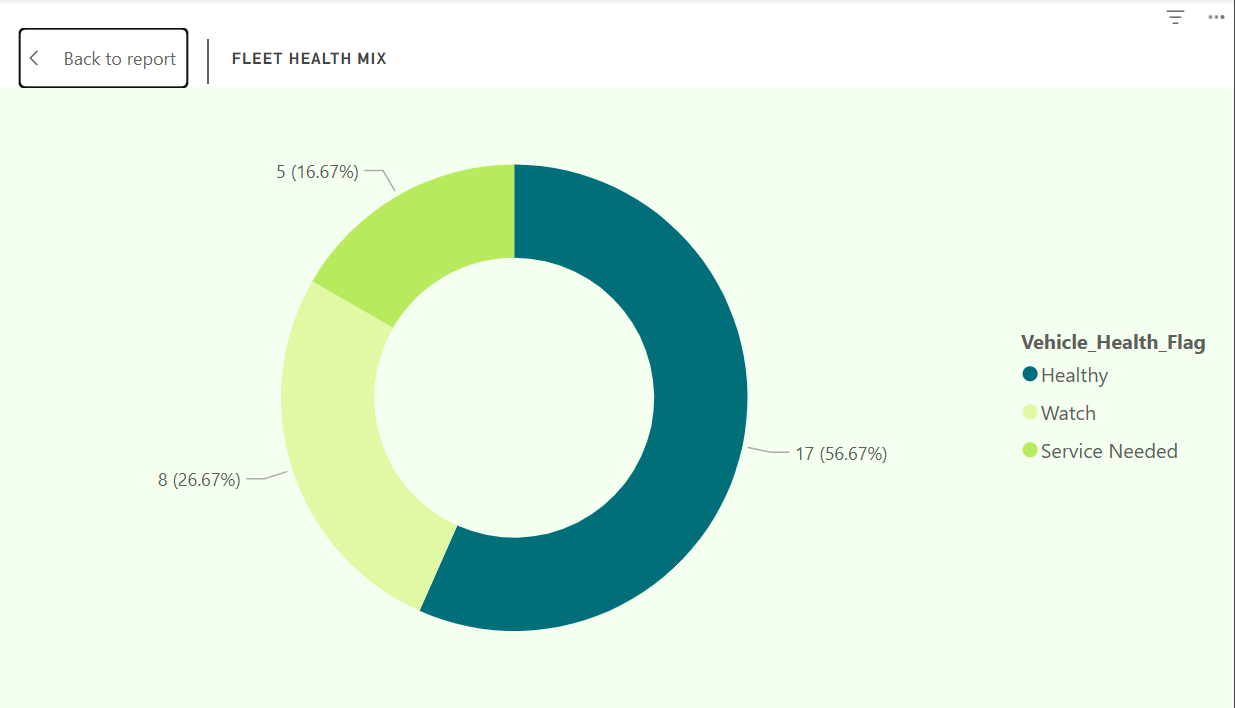 Back to report
FLEET HEALTH MIX
5 (16.67%)
8 (26.67%)
17 (56.67%)
Vehicle_Health_Flag
Healthy
Watch
Service Needed